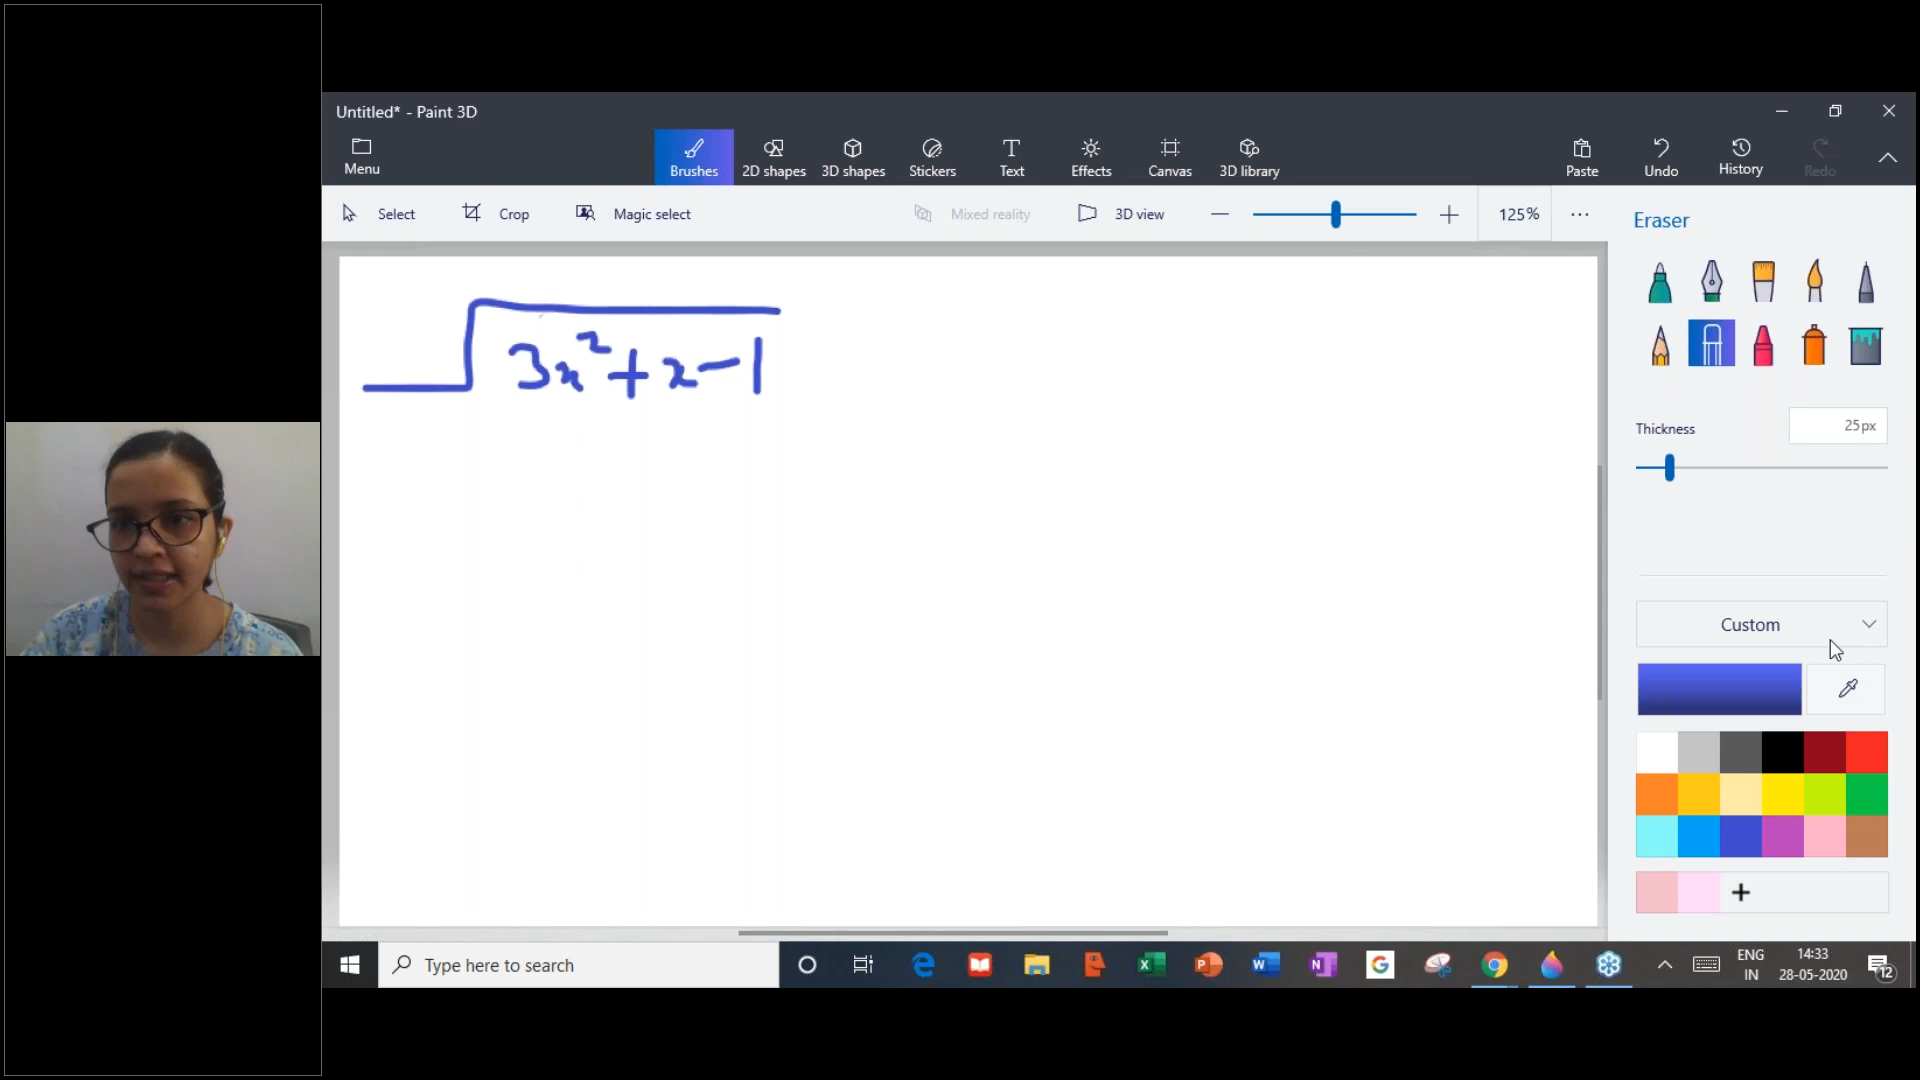 Untitled* - Paint 3D
Menu
Brushes
2D shapes
3D shapes
Stickers
Text
Effects
Canvas
3D library
Paste
Undo
History
Redo
Select
Crop
Magic select
Mixed reality
3D view
125%
Eraser
3x² + x - 1
Thickness
25px
Custom
Type here to search
ENG
IN
14:33
28-05-2020
12